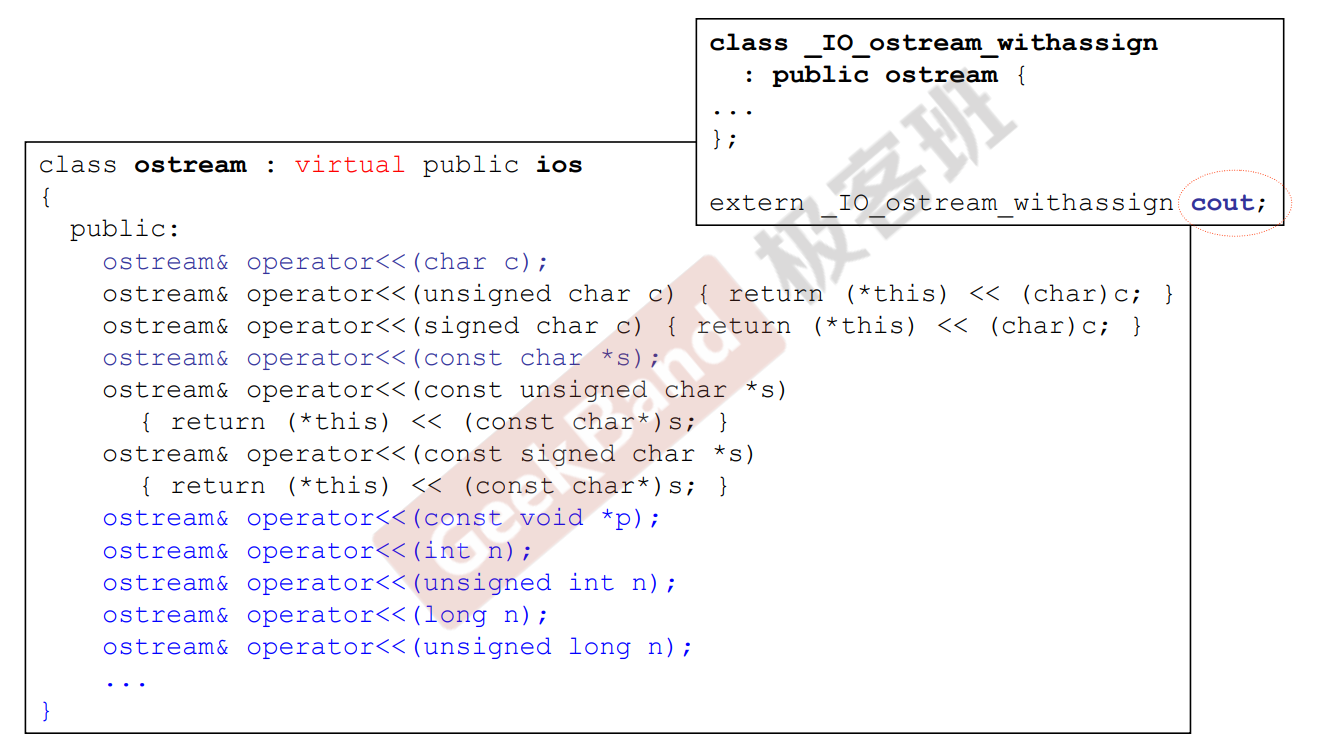 class _IO_ostream_withassign
: public ostream {
...
};
extern _IO_ostream_withassign cout;
class ostream : virtual public ios
{
public:
ostream& operator<<(char c);
ostream& operator<<(unsigned char c) { return (*this) << (char)c; }
ostream& operator<<(signed char c) { return (*this) << (char)c; }
ostream& operator<<(const char *s);
ostream& operator<<(const unsigned char *s)
{ return (*this) << (const char*)s; }
ostream& operator<<(const signed char *s)
{ return (*this) << (const char*)s; }
ostream& operator<<(const void *p);
ostream& operator<<(int n);
ostream& operator<<(unsigned int n);
ostream& operator<<(long n);
ostream& operator<<(unsigned long n);
...
}
GeekBand 极客班